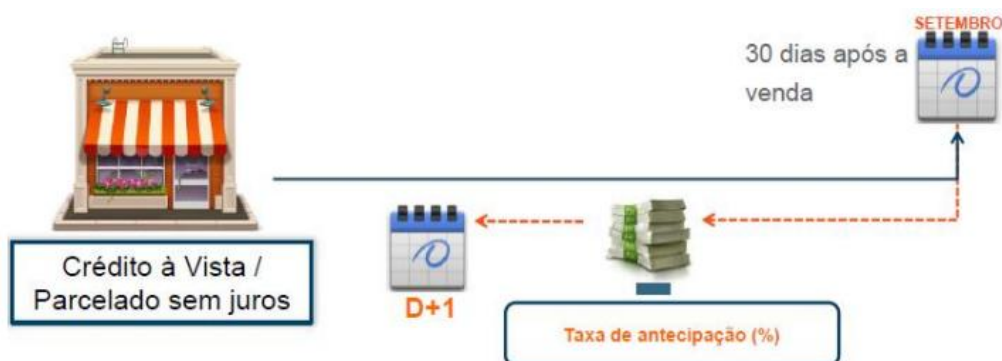 SETEMBRO
30 dias após a
venda
Crédito à Vista /
Parcelado sem juros
D+1
Taxa de antecipação (%)